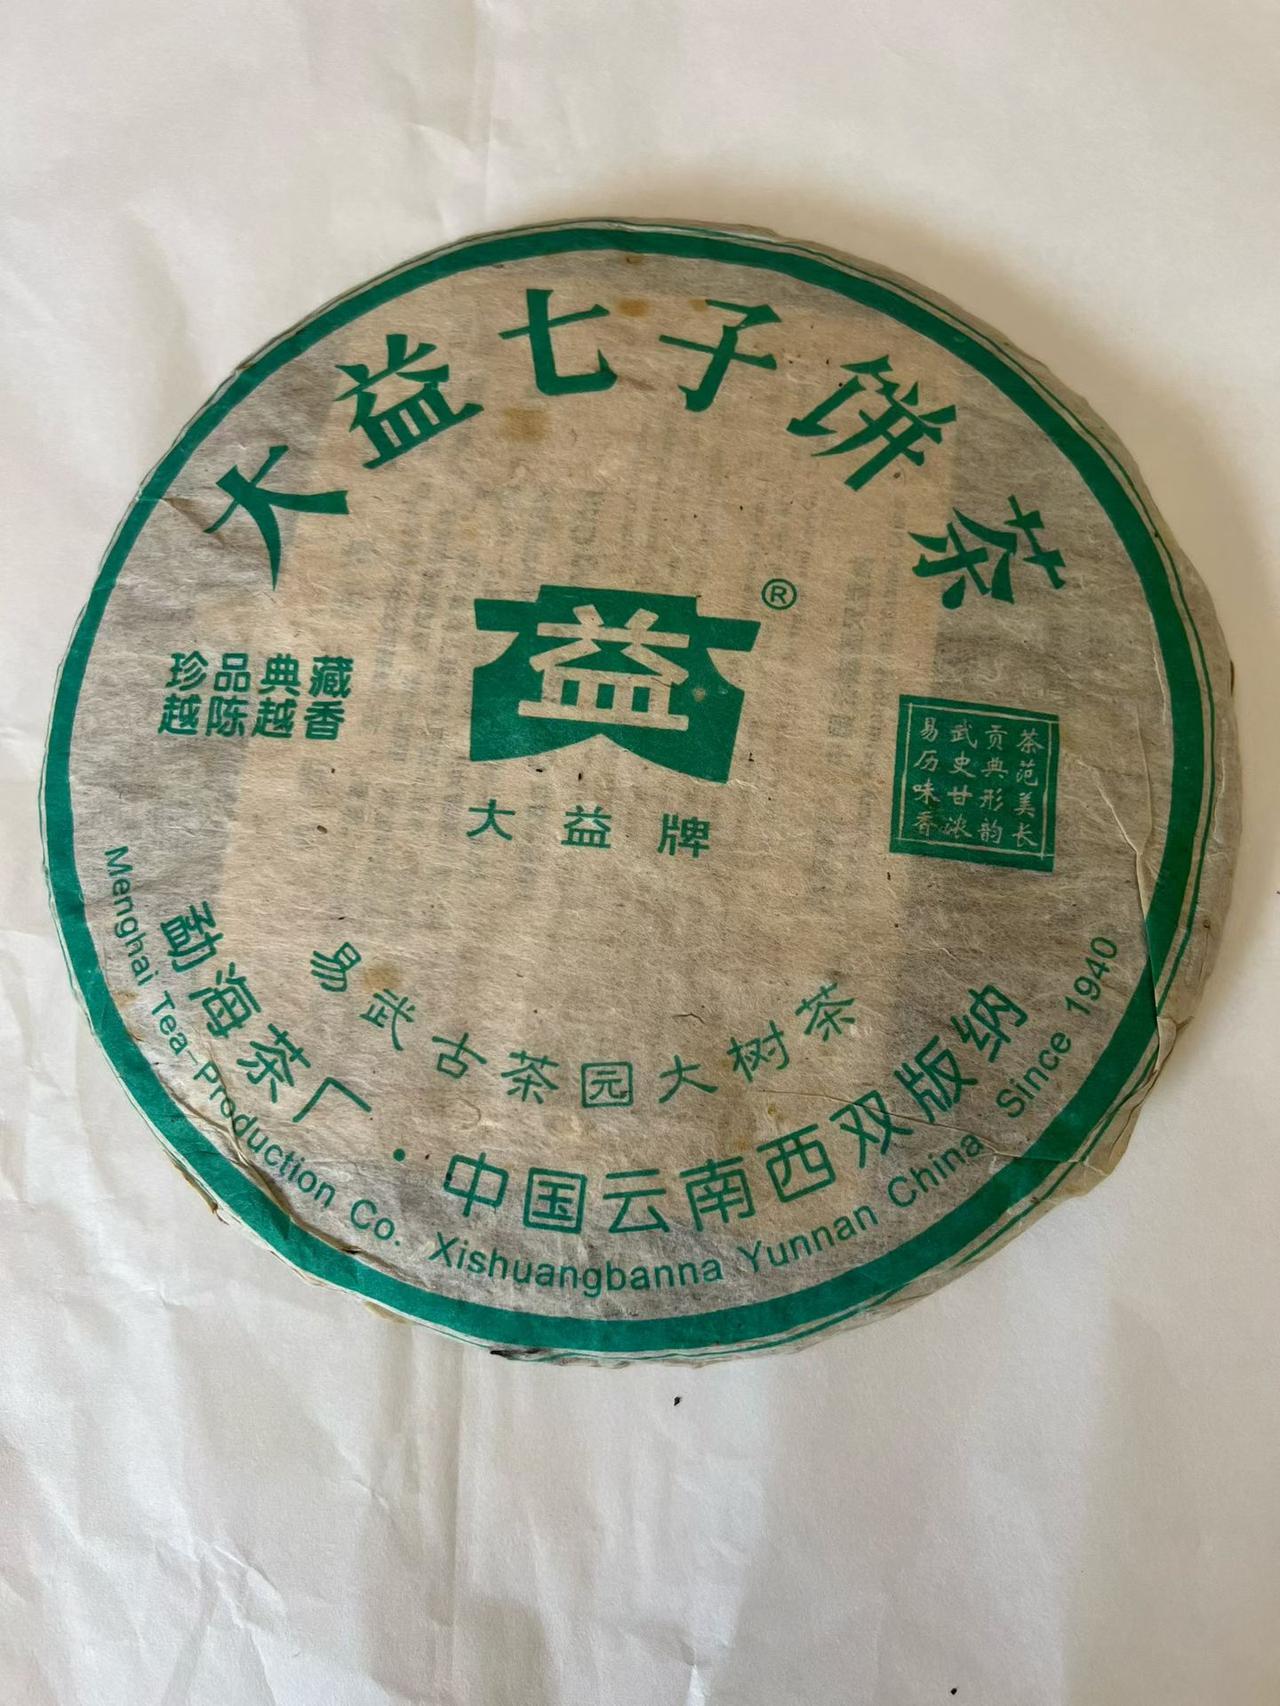 大益七子饼茶
益
®
珍品典藏
越陈越香
易武贡茶
历史典范
味甘形美
香浓韵长
大益牌
易武古茶园大树茶
勐海茶厂·中国云南西双版纳
Menghai Tea-Production Co. Xishuangbanna Yunnan China Since 1940